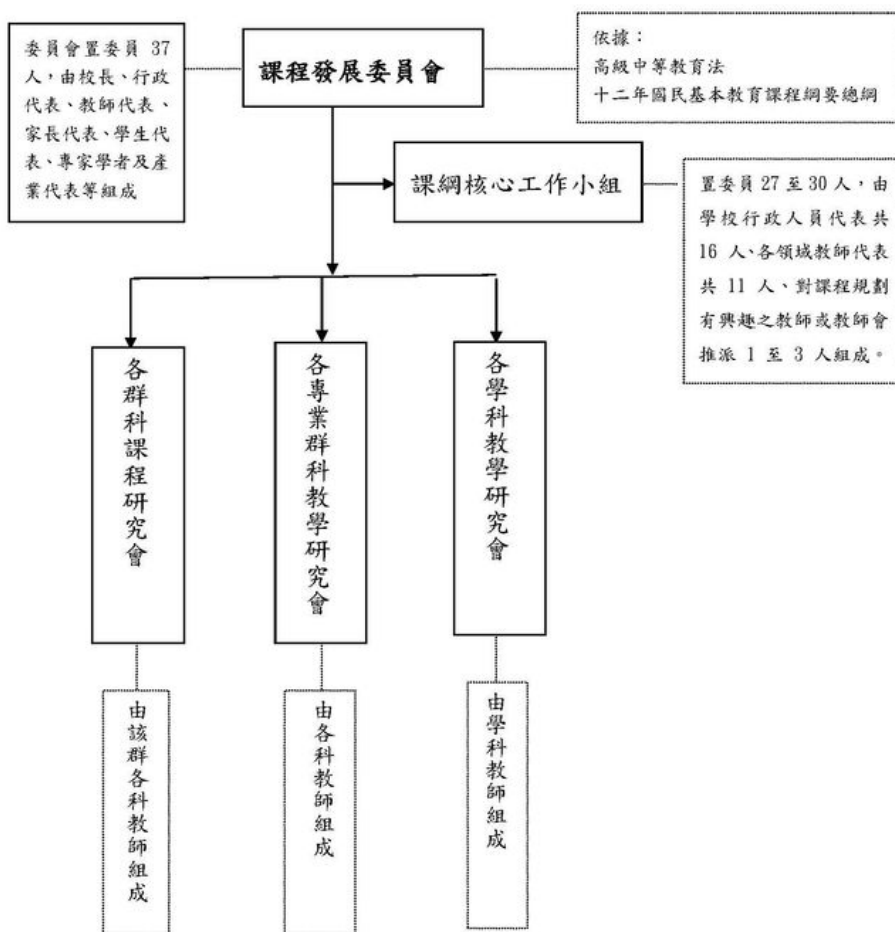 委員會置委員 37
人，由校長、行政
代表、教師代表、
家長代表、學生代
表、專家學者及產
業代表等組成
課程發展委員會
依據：
高級中等教育法
十二年國民基本教育課程綱要總綱
課綱核心工作小組
置委員 27 至 30 人，由
學校行政人員代表共
16 人、各領域教師代表
共 11 人、對課程規劃
有興趣之教師或教師會
推派 1 至 3 人組成。
各群科課程研究會
各專業群科教學研究會
各學科教學研究會
由該群各科教師組成
由各科教師組成
由學科教師組成